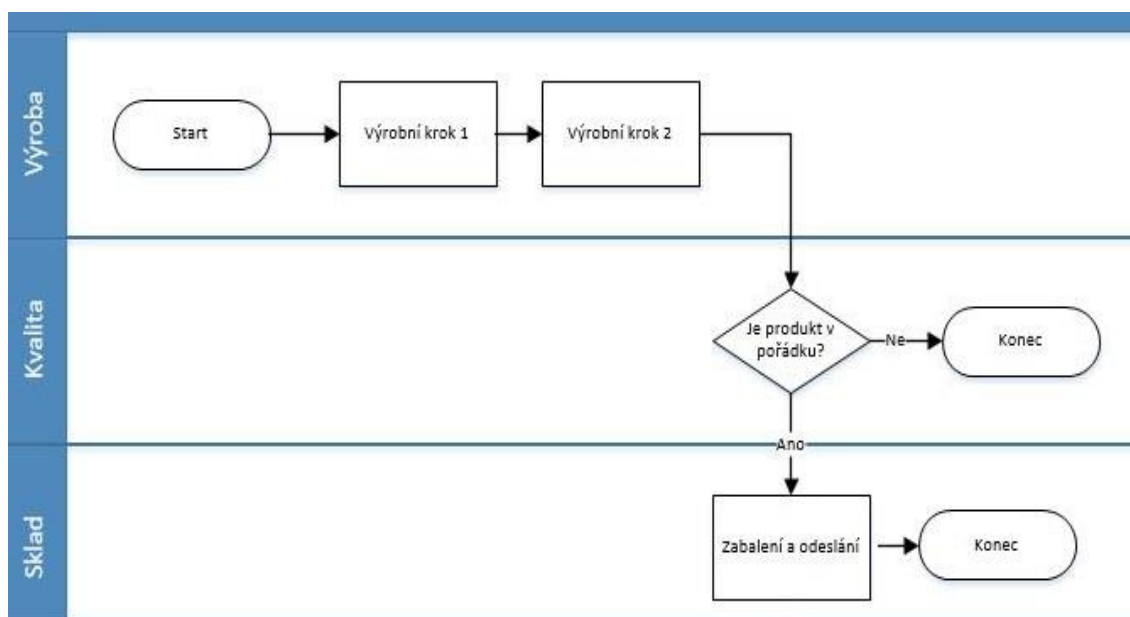 Výroba
Start
Výrobní krok 1
Výrobní krok 2
Kvalita
Je produkt v
pořádku?
Ne
Konec
Ano
Sklad
Zabalení a odeslání
Konec